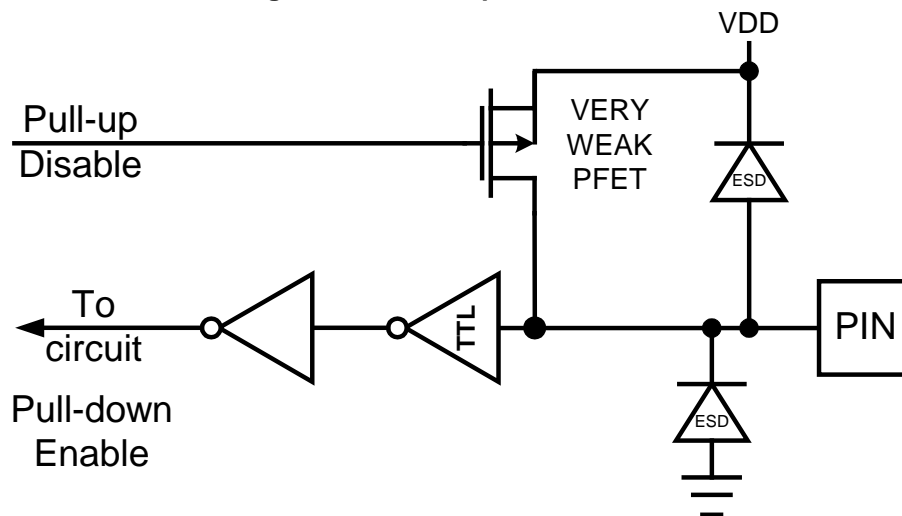 VDD
Pull-up
Disable
VERY
WEAK
PFET
ESD
To
circuit
TTL
PIN
Pull-down
Enable
ESD